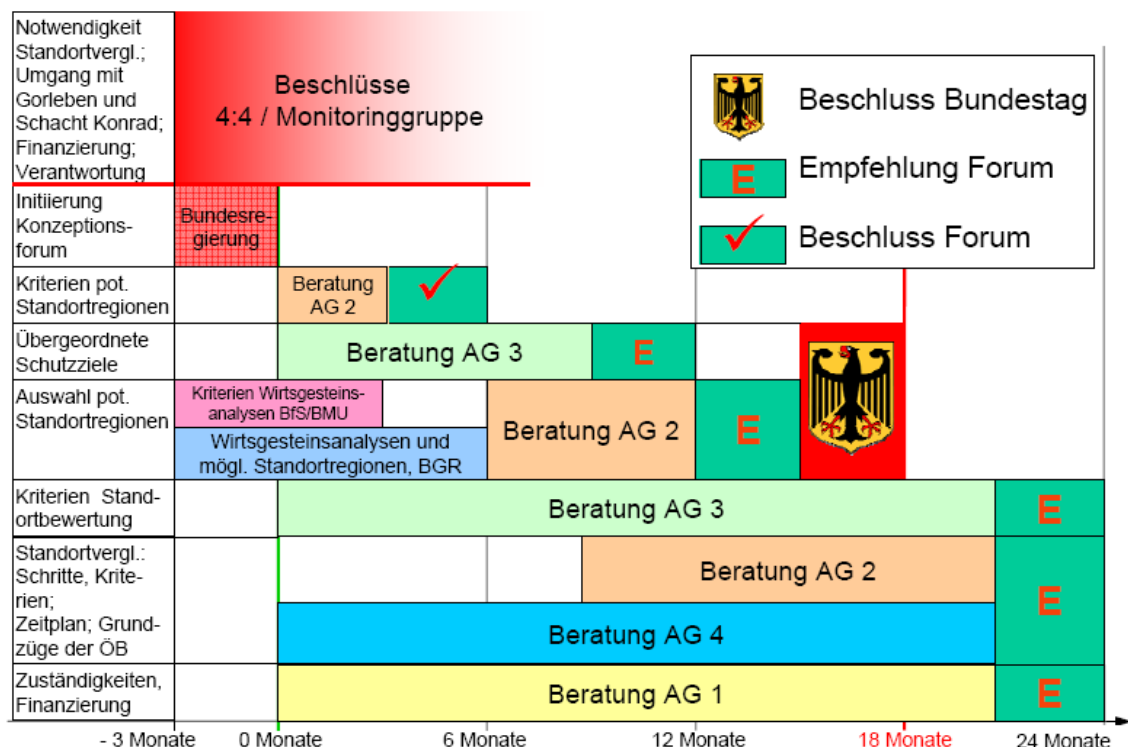 Notwendigkeit
Standortvergl.;
Umgang mit
Gorleben und
Schacht Konrad;
Finanzierung;
Verantwortung
Beschlüsse
4:4 / Monitoringgruppe
Beschluss Bundestag
E Empfehlung Forum
Beschluss Forum
Initiierung
Konzeptions-
forum
Bundesre-
gierung
Kriterien pot.
Standortregionen
Beratung
AG 2
Übergeordnete
Schutzziele
Beratung AG 3
E
Auswahl pot.
Standortregionen
Kriterien Wirtsgesteins-
analysen BfS/BMU
Wirtsgesteinsanalysen und
mögl. Standortregionen, BGR
Beratung AG 2
E
Kriterien Stand-
ortbewertung
Beratung AG 3
E
Standortvergl.:
Schritte, Krite-
rien;
Zeitplan; Grund-
züge der ÖB
Beratung AG 2
Beratung AG 4
E
Zuständigkeiten,
Finanzierung
Beratung AG 1
E
- 3 Monate 0 Monate 6 Monate 12 Monate 18 Monate 24 Monate